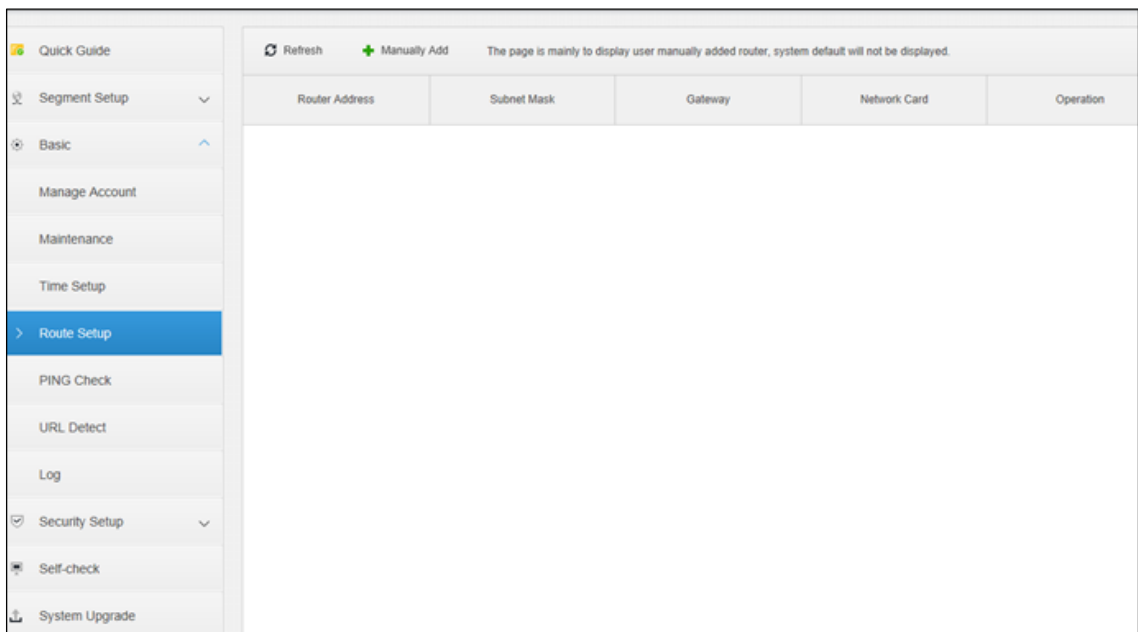 Quick Guide
Segment Setup
Basic
Manage Account
Maintenance
Time Setup
Route Setup
PING Check
URL Detect
Log
Security Setup
Self-check
System Upgrade
Refresh Manually Add The page is mainly to display user manually added router, system default will not be displayed.
Router Address Subnet Mask Gateway Network Card Operation